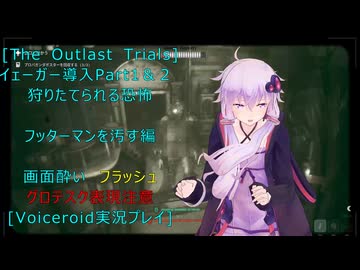 [The Outlast Trials]
イェーガー導入Part1＆２
狩りたてられる恐怖
フッターマンを汚す編
画面酔い　フラッシュ
グロテスク表現注意
[Voiceroid実況プレイ]